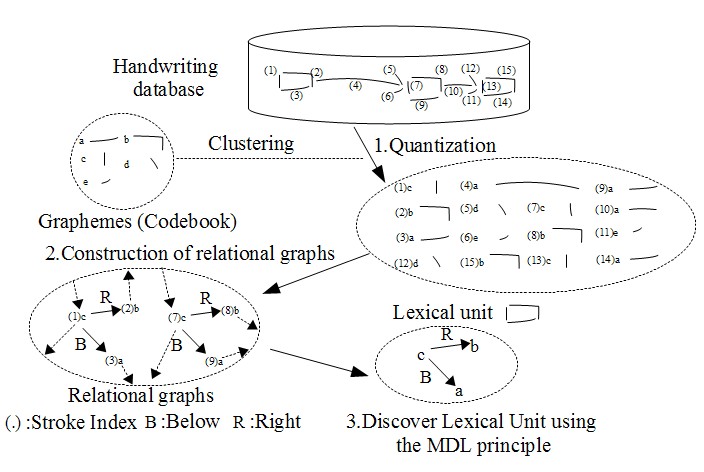 Handwriting
database
(1) (2) (3) (4) (5) (6) (7) (8) (9) (10) (11) (12) (13) (14) (15)
a b
c d
e
Clustering
1.Quantization
Graphemes (Codebook)
(1)c (4)a (9)a
(2)b (5)d (7)c (10)a
(3)a (6)e (8)b (11)e
(12)d (15)b (13)c (14)a
2.Construction of relational graphs
R R
(1)c (2)b (7)c (8)b
B B
(3)a (9)a
Relational graphs
Lexical unit
R
c b
B
a
(.) :Stroke Index B :Below R :Right
3.Discover Lexical Unit using
the MDL principle